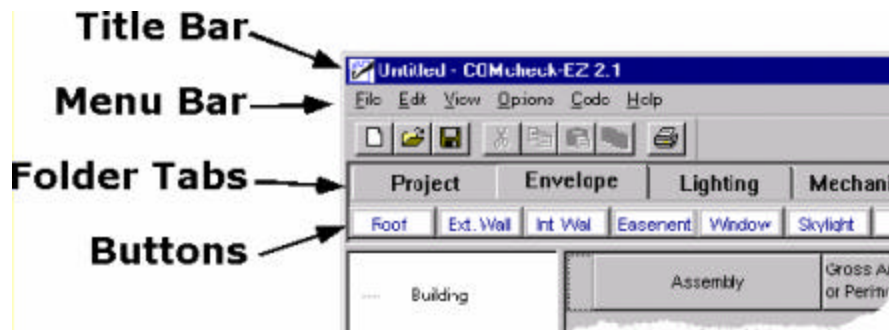 Title Bar
Untitled - COMcheck-EZ 2.1
Menu Bar
File Edit View Options Code Help
Folder Tabs
Project Envelope Lighting Mechani
Buttons
Roof Ext. Wall Int Wall Basement Window Skylight
Building
Assembly
Gross A
or Perim